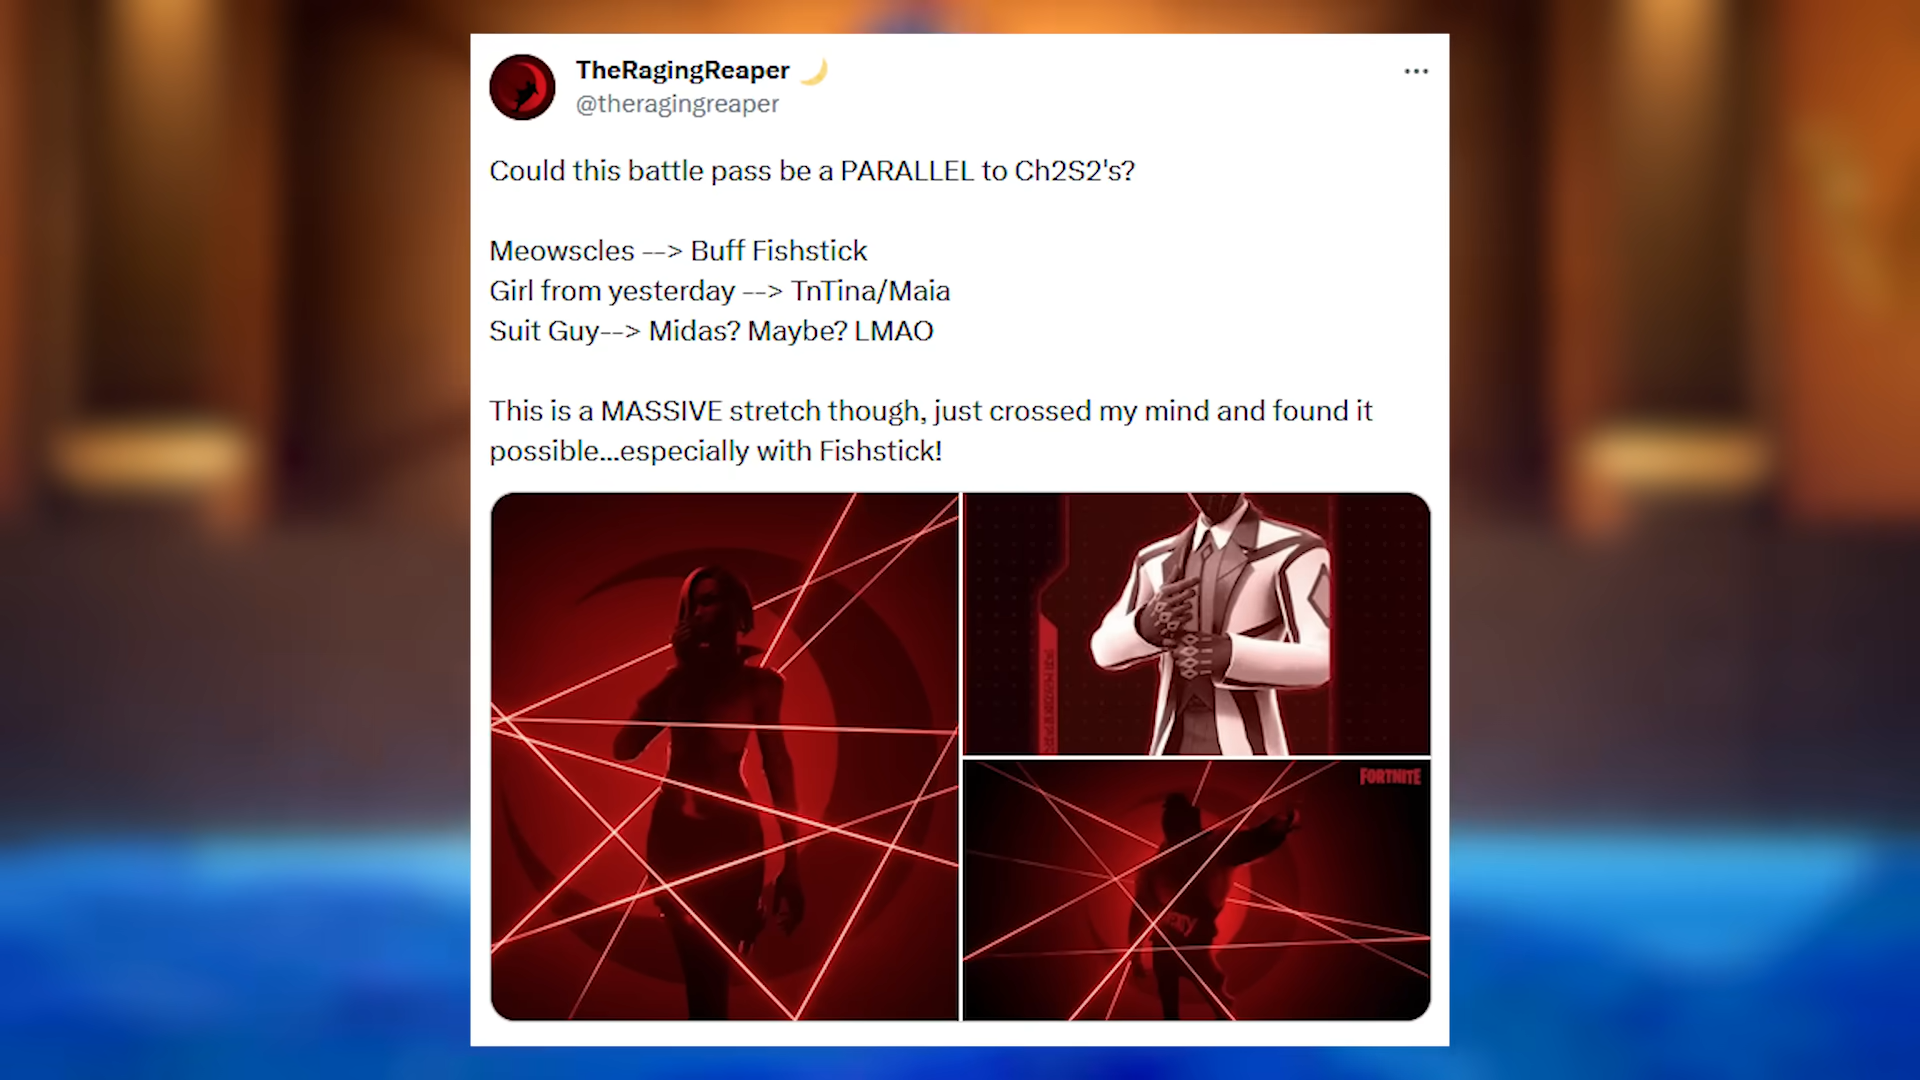 TheRagingReaper
@theragingreaper
Could this battle pass be a PARALLEL to Ch2S2's?
Meowscles --> Buff Fishstick
Girl from yesterday --> TnTina/Maia
Suit Guy--> Midas? Maybe? LMAO
This is a MASSIVE stretch though, just crossed my mind and found it
possible...especially with Fishstick!
FORTNITE